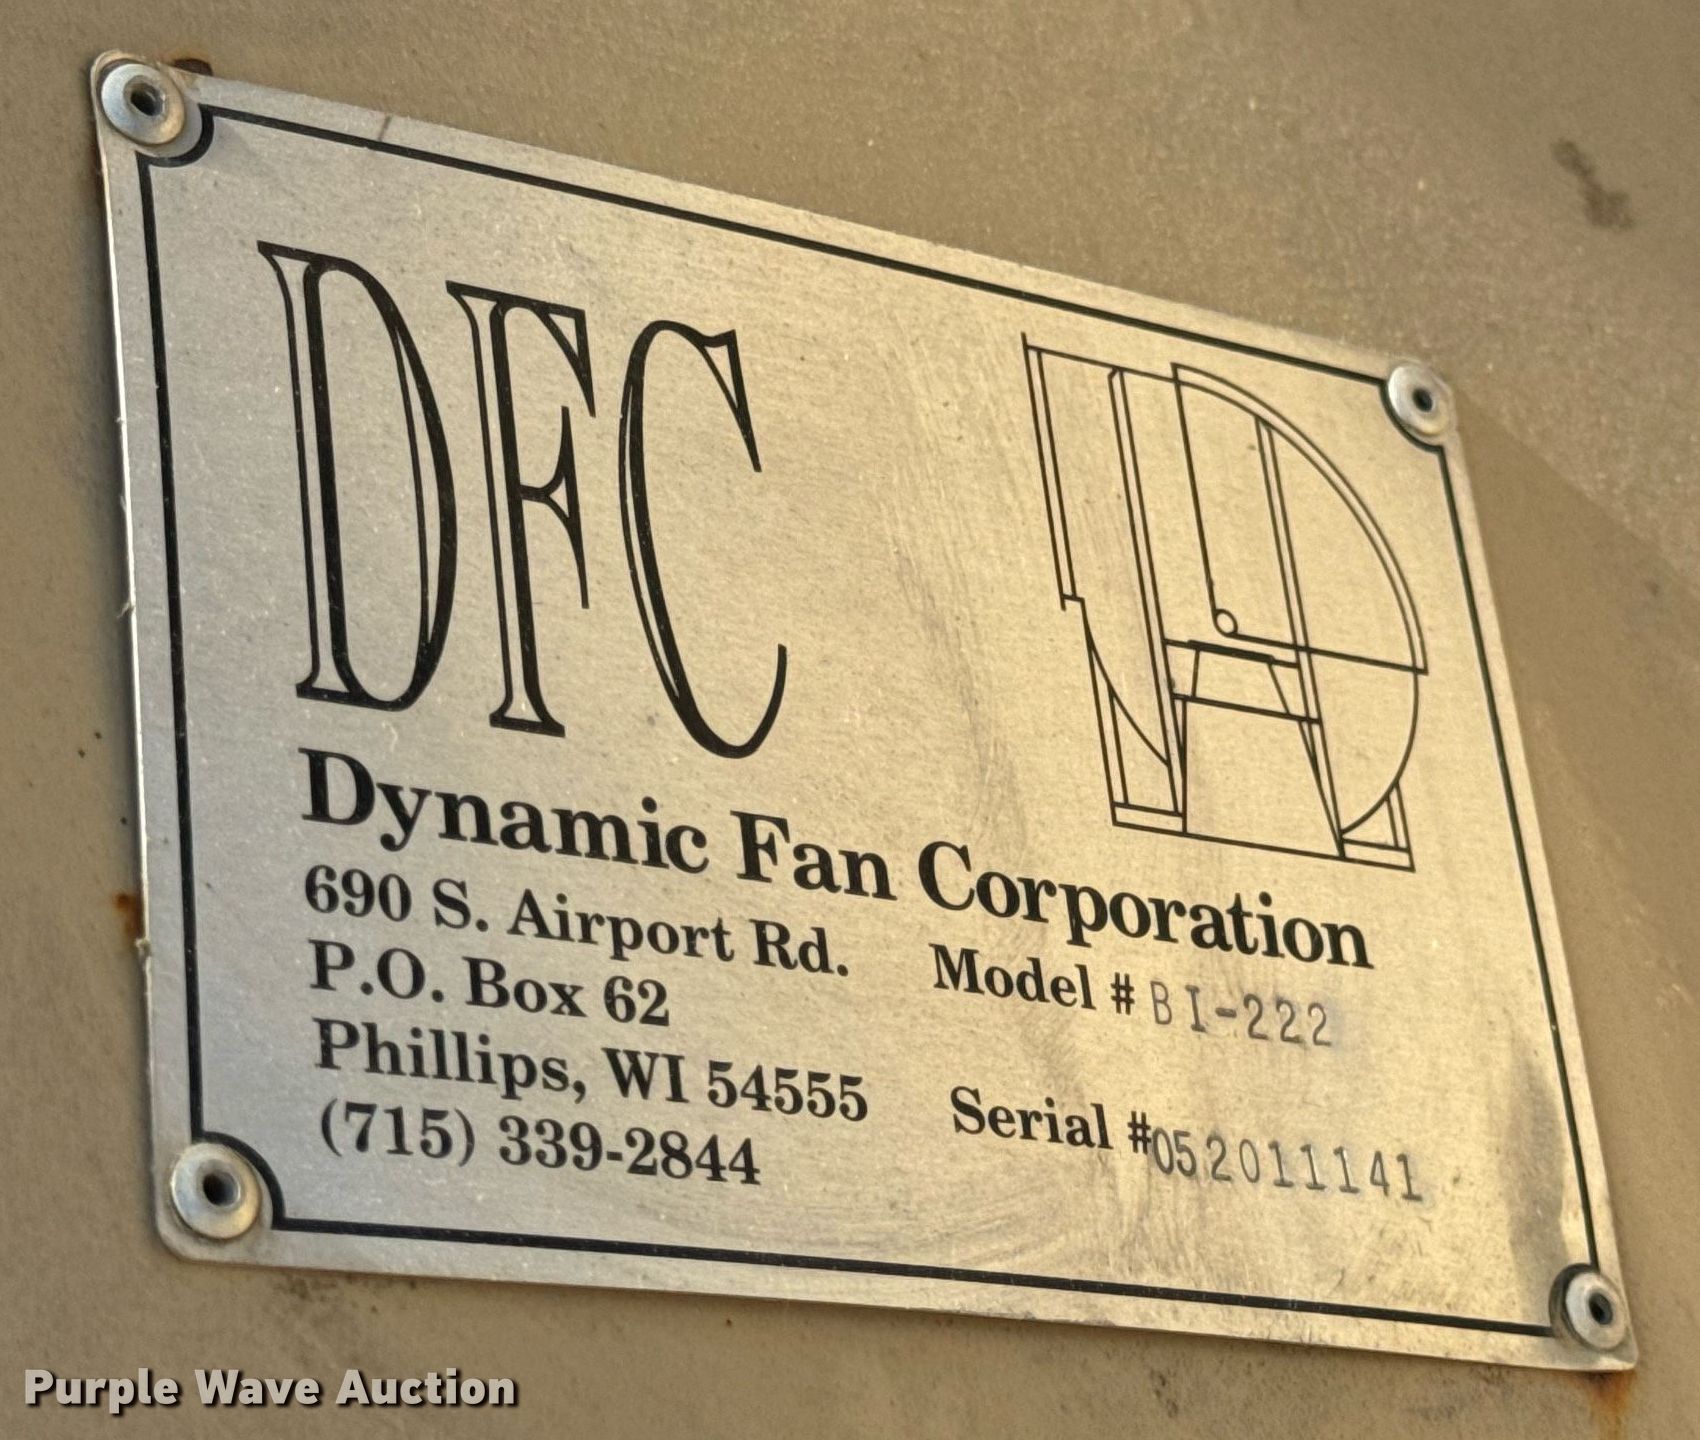 DFC
Dynamic Fan Corporation
690 S. Airport Rd.
P.O. Box 62
Phillips, WI 54555
(715) 339-2844
Model # BI-222
Serial #052011141
Purple Wave Auction